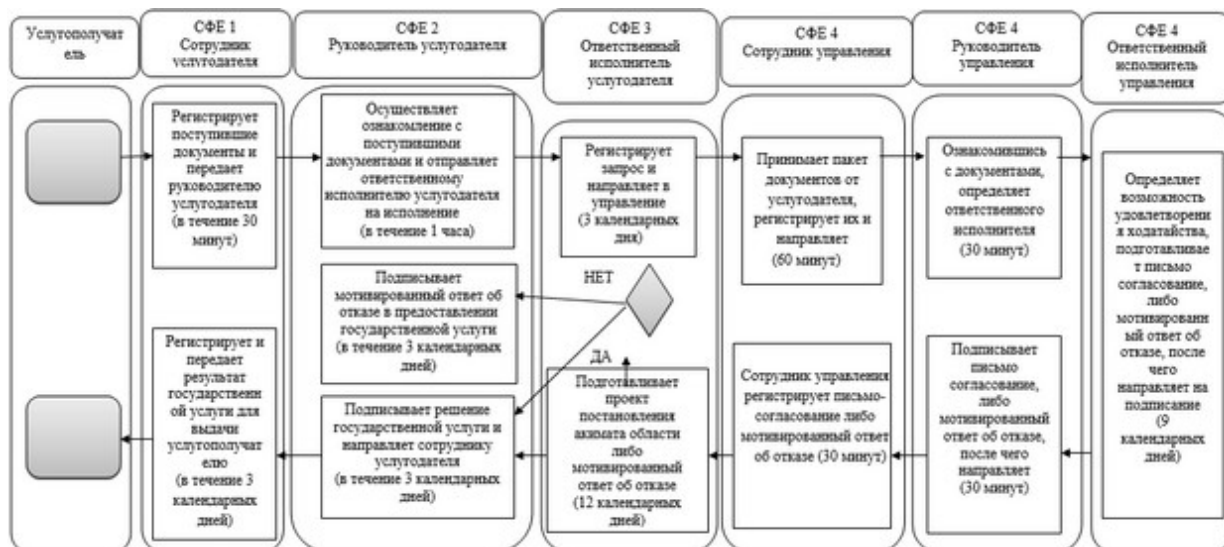 Услугополучат
ель
СФЕ 1
Сотрудник
услугодателя
СФЕ 2
Руководитель услугодателя
СФЕ 3
Ответственный
исполнитель
услугодателя
СФЕ 4
Сотрудник управления
СФЕ 4
Руководитель
управления
СФЕ 4
Ответственный
исполнитель
управления
Регистрирует
поступившие
документы и
передает
руководителю
услугодателя
(в течение 30
минут)
Осуществляет
ознакомление с
поступившими
документами и отправляет
ответственному
исполнителю услугодателя
на исполнение
(в течение 1 часа)
Регистрирует
запрос и
направляет в
управление
(3 календарных
дня)
Принимает пакет
документов от
услугодателя,
регистрирует их и
направляет
(60 минут)
Ознакомившись
с документами,
определяет
ответственного
исполнителя
(30 минут)
Определяет
возможность
удовлетворени
я ходатайства,
подготавливае
т письмо
согласование,
либо
мотивированн
ый ответ об
отказе, после
чего
направляет на
подписание
(9
календарных
дней)
НЕТ
Подписывает
мотивированный ответ об
отказе в предоставлении
государственной услуги
(в течение 3 календарных
дней)
ДА
Регистрирует и
передает
результат
государственн
ой услуги для
выдачи
услугополучат
елю
(в течение 3
календарных
дней)
Подписывает решение
государственной услуги и
направляет сотруднику
услугодателя
(в течение 3 календарных
дней)
Подготавливает
проект
постановления
акимата области
либо
мотивированный
ответ об отказе
(12 календарных
дней)
Сотрудник управления
регистрирует письмо-
согласование либо
мотивированный ответ
об отказе (30 минут)
Подписывает
письмо
согласование,
либо
мотивированный
ответ об отказе,
после чего
направляет
(30 минут)